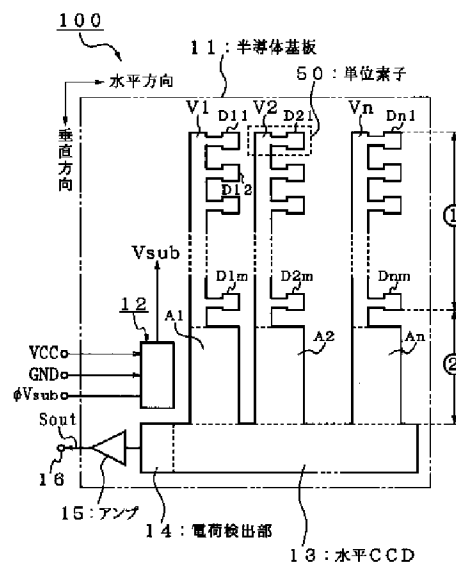 100
11:半導体基板
50:単位素子
水平方向
垂直方向
V1 D11 V2 D21 Vn Dn1
D12
①
Vsub
D1m D2m Dnm
12
A1 A2 An
②
VCC
GND
φVsub
Sout
16
15:アンプ
14:電荷検出部
13:水平CCD